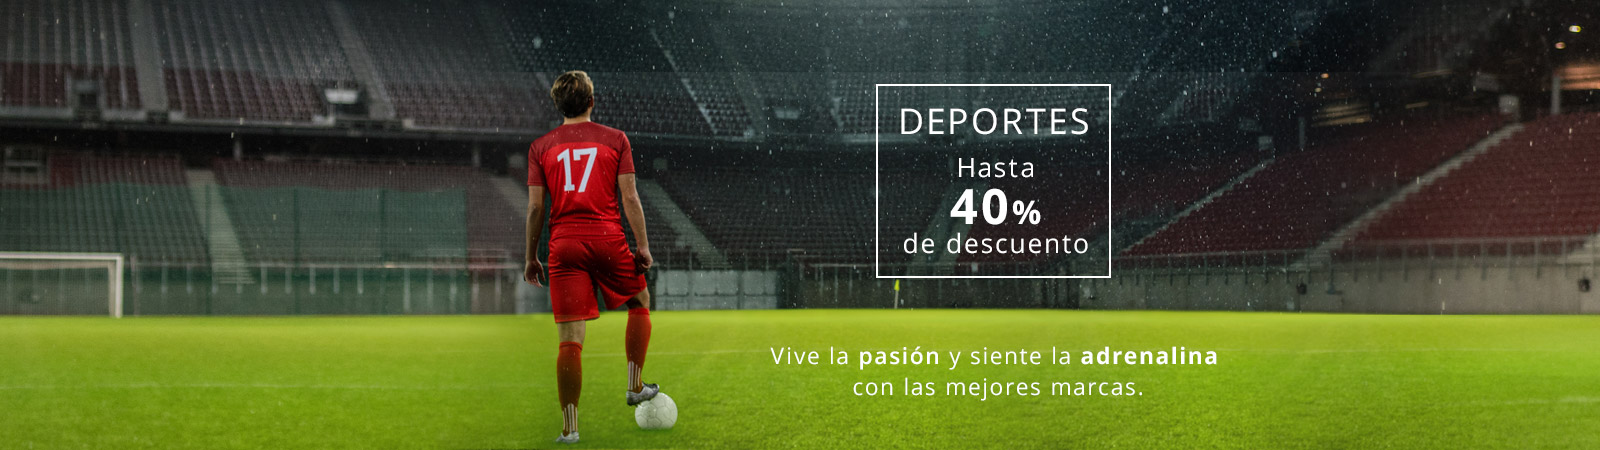 17
DEPORTES
Hasta
40%
de descuento
Vive la pasión y siente la adrenalina
con las mejores marcas.